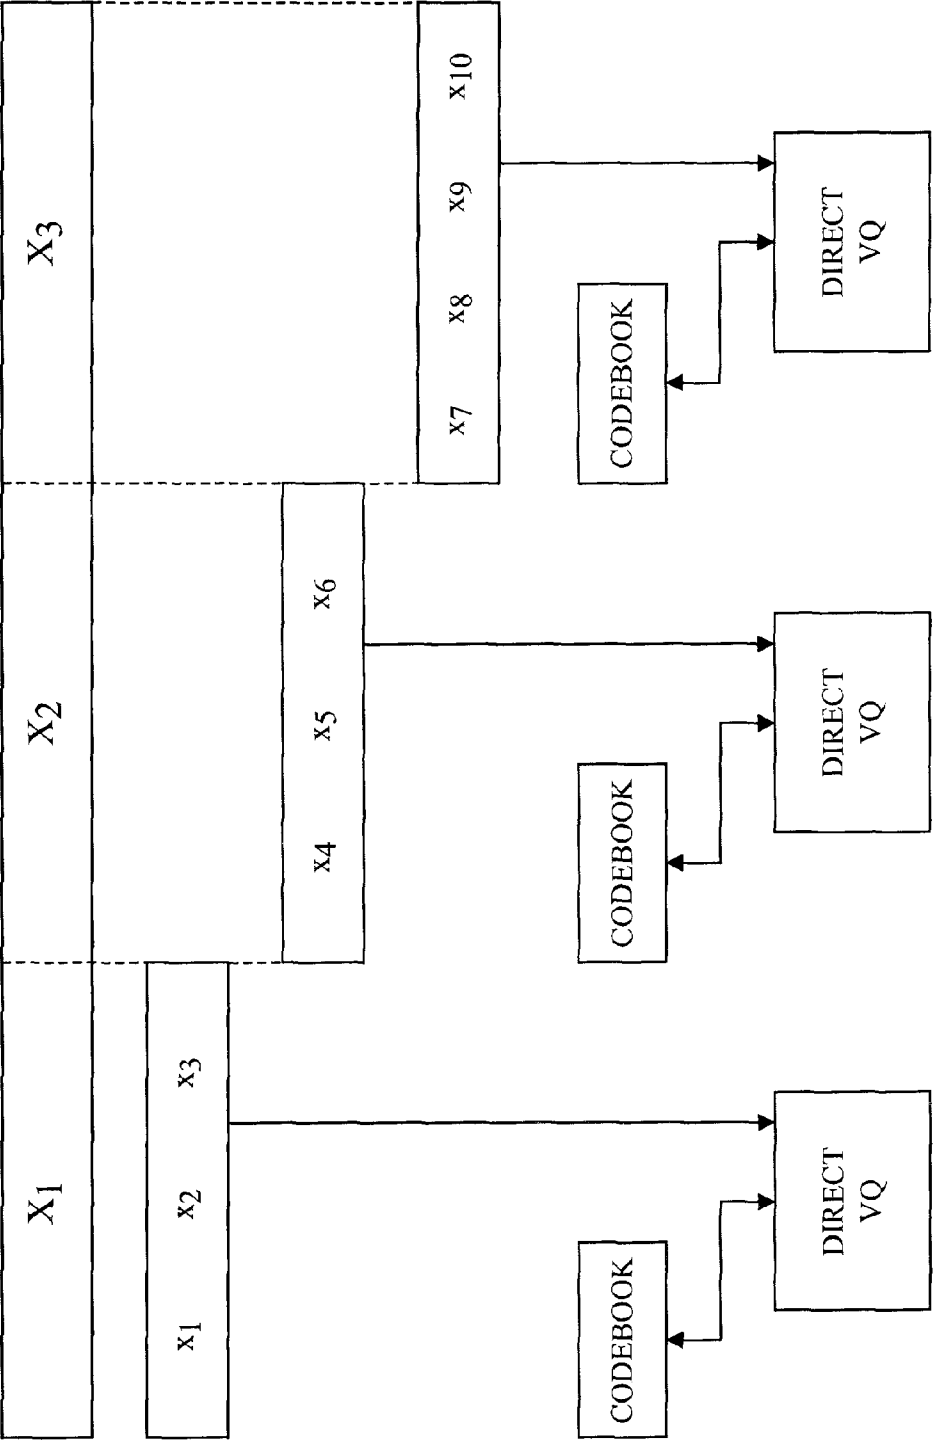 X1 X2 X3
x1 x2 x3
x4 x5 x6
x7 x8 x9 x10
CODEBOOK
CODEBOOK
CODEBOOK
DIRECT
VQ
DIRECT
VQ
DIRECT
VQ